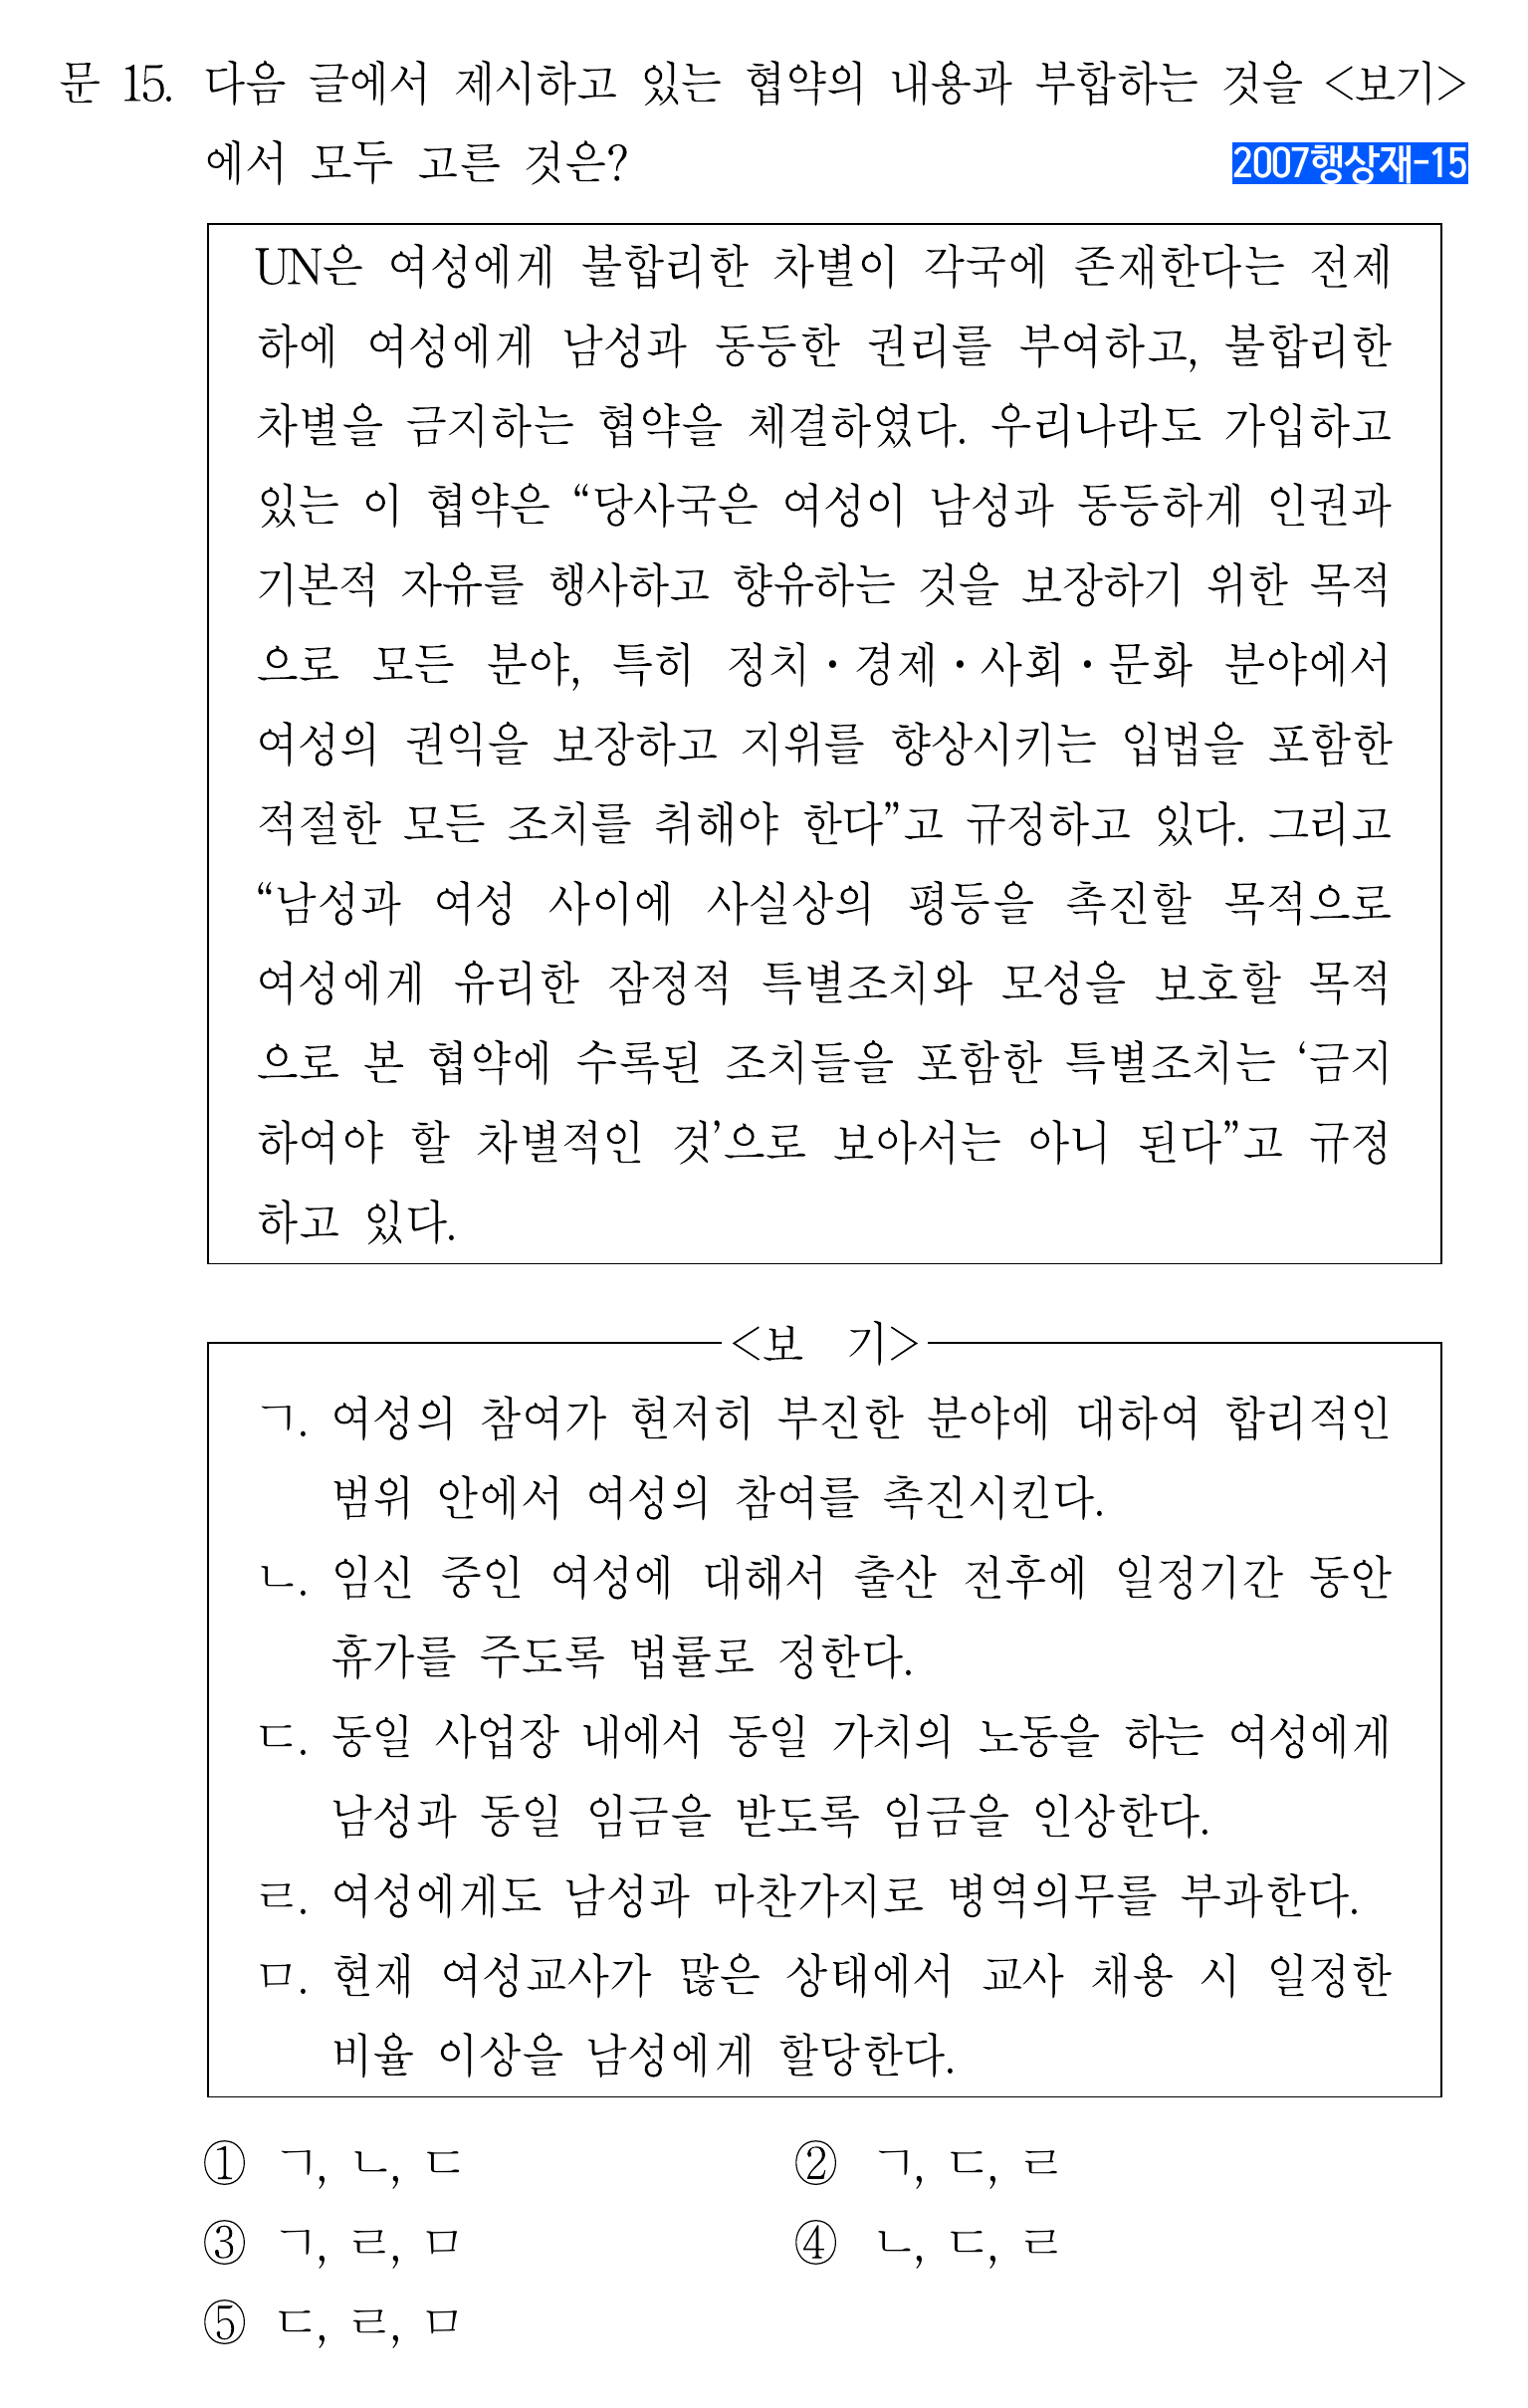 문 15. 다음 글에서 제시하고 있는 협약의 내용과 부합하는 것을 <보기>
에서 모두 고른 것은?
2007행상재-15
UN은 여성에게 불합리한 차별이 각국에 존재한다는 전제
하에 여성에게 남성과 동등한 권리를 부여하고, 불합리한
차별을 금지하는 협약을 체결하였다. 우리나라도 가입하고
있는 이 협약은 “당사국은 여성이 남성과 동등하게 인권과
기본적 자유를 행사하고 향유하는 것을 보장하기 위한 목적
으로 모든 분야, 특히 정치·경제·사회·문화 분야에서
여성의 권익을 보장하고 지위를 향상시키는 입법을 포함한
적절한 모든 조치를 취해야 한다”고 규정하고 있다. 그리고
“남성과 여성 사이에 사실상의 평등을 촉진할 목적으로
여성에게 유리한 잠정적 특별조치와 모성을 보호할 목적
으로 본 협약에 수록된 조치들을 포함한 특별조치는 ‘금지
하여야 할 차별적인 것’으로 보아서는 아니 된다”고 규정
하고 있다.
<보 기>
ㄱ. 여성의 참여가 현저히 부진한 분야에 대하여 합리적인
범위 안에서 여성의 참여를 촉진시킨다.
ㄴ. 임신 중인 여성에 대해서 출산 전후에 일정기간 동안
휴가를 주도록 법률로 정한다.
ㄷ. 동일 사업장 내에서 동일 가치의 노동을 하는 여성에게
남성과 동일 임금을 받도록 임금을 인상한다.
ㄹ. 여성에게도 남성과 마찬가지로 병역의무를 부과한다.
ㅁ. 현재 여성교사가 많은 상태에서 교사 채용 시 일정한
비율 이상을 남성에게 할당한다.
① ㄱ, ㄴ, ㄷ ② ㄱ, ㄷ, ㄹ
③ ㄱ, ㄹ, ㅁ ④ ㄴ, ㄷ, ㄹ
⑤ ㄷ, ㄹ, ㅁ